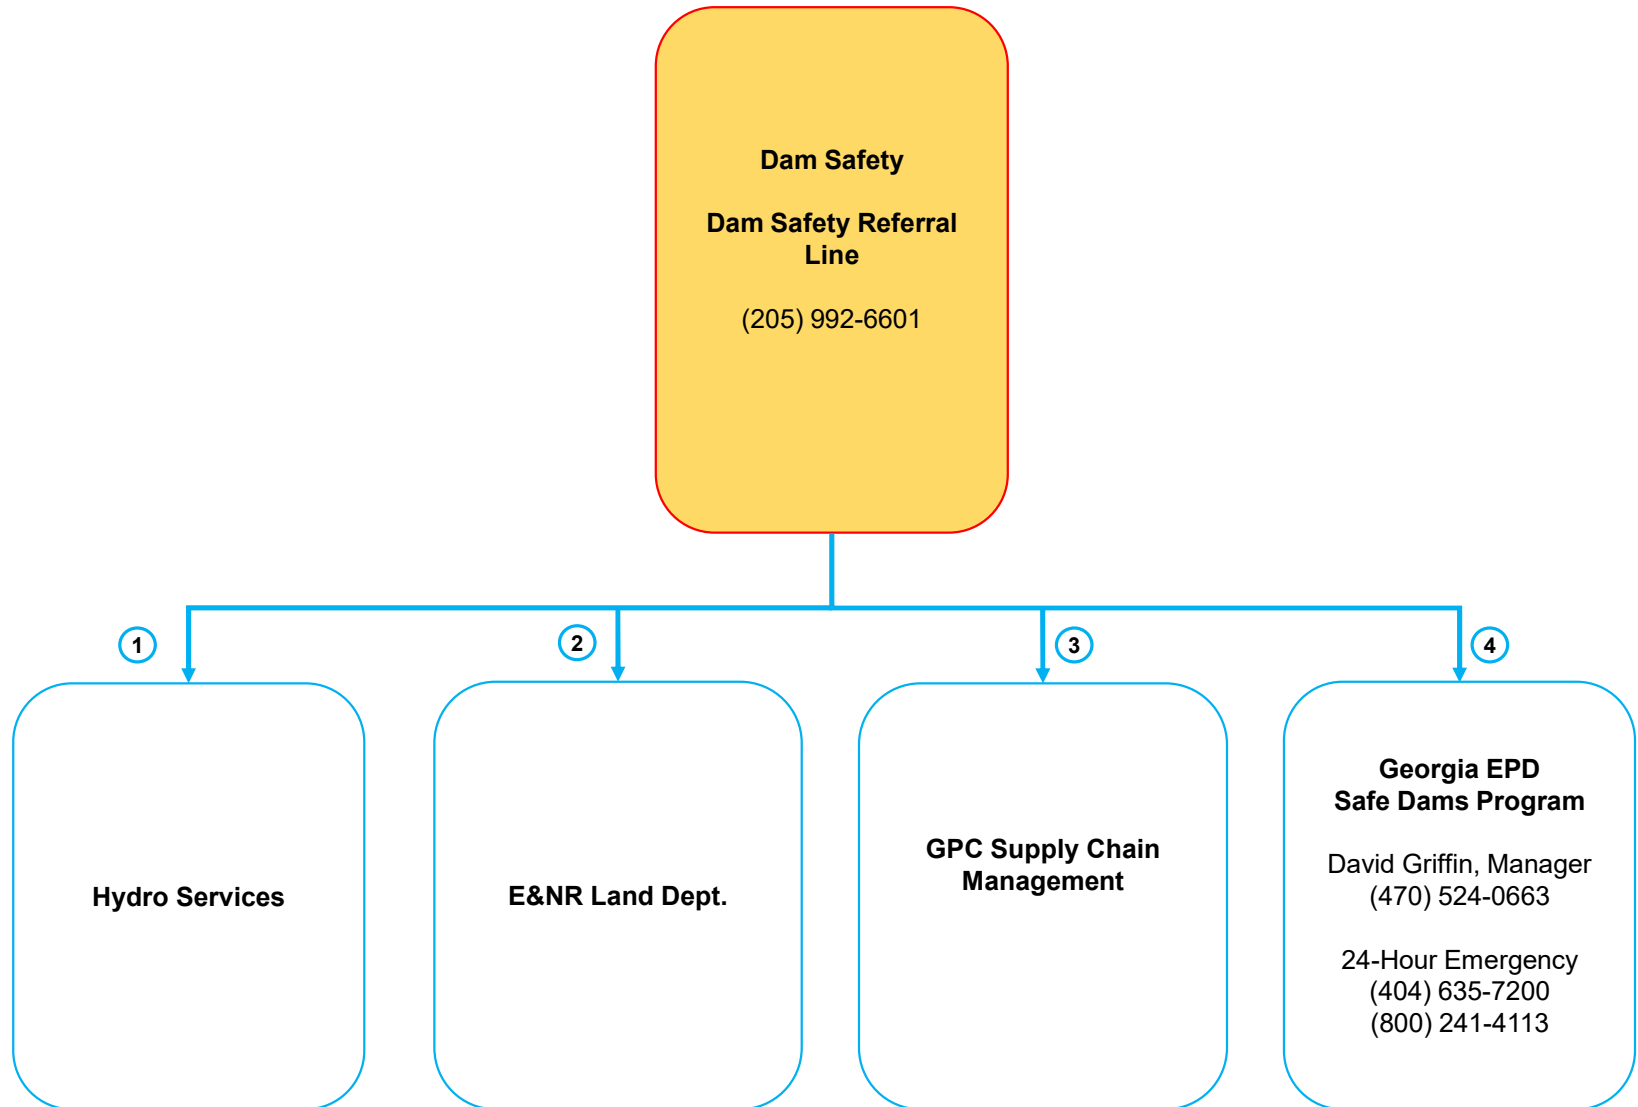 Dam Safety
Dam Safety Referral
Line
(205) 992-6601
1
2
3
4
Hydro Services
E&NR Land Dept.
GPC Supply Chain
Management
Georgia EPD
Safe Dams Program
David Griffin, Manager
(470) 524-0663
24-Hour Emergency
(404) 635-7200
(800) 241-4113